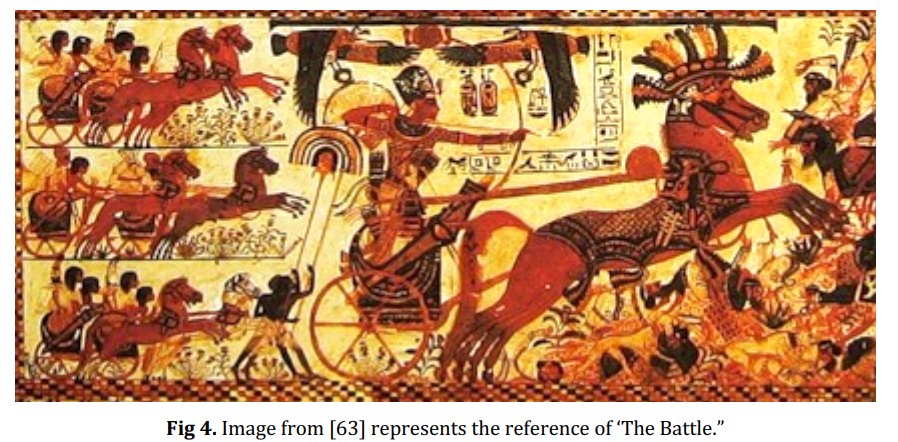 Fig 4. Image from [63] represents the reference of ‘The Battle.”